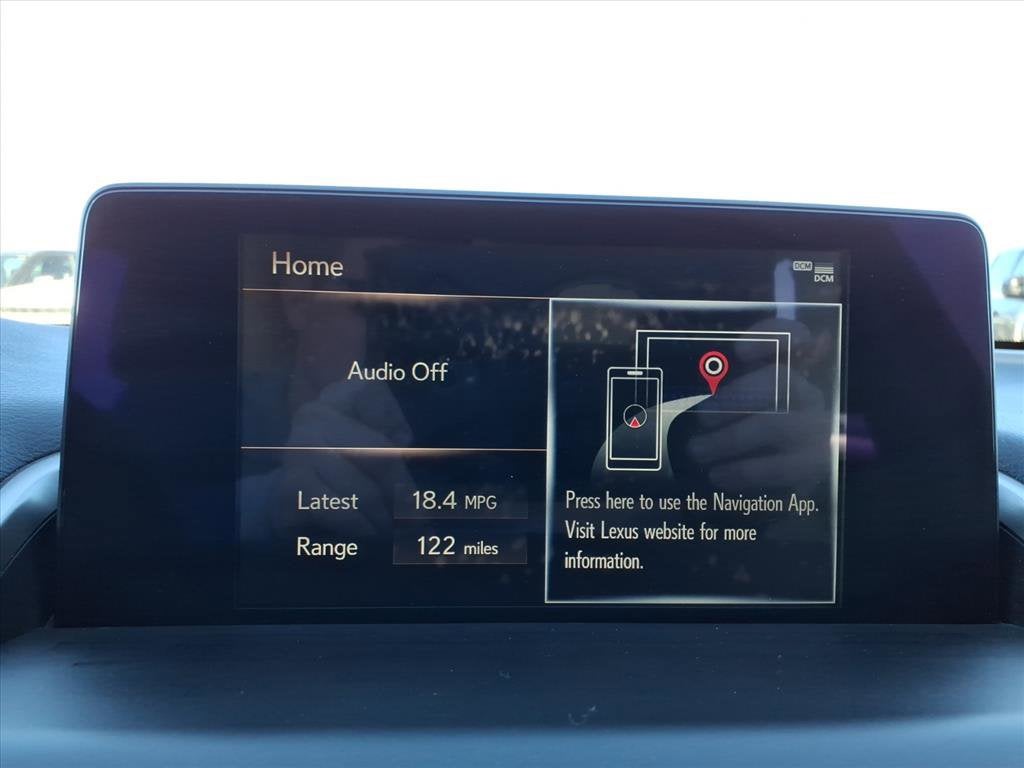 Home
DCM
DCM
Audio Off
Latest 18.4 MPG
Range 122 miles
Press here to use the Navigation App.
Visit Lexus website for more
information.